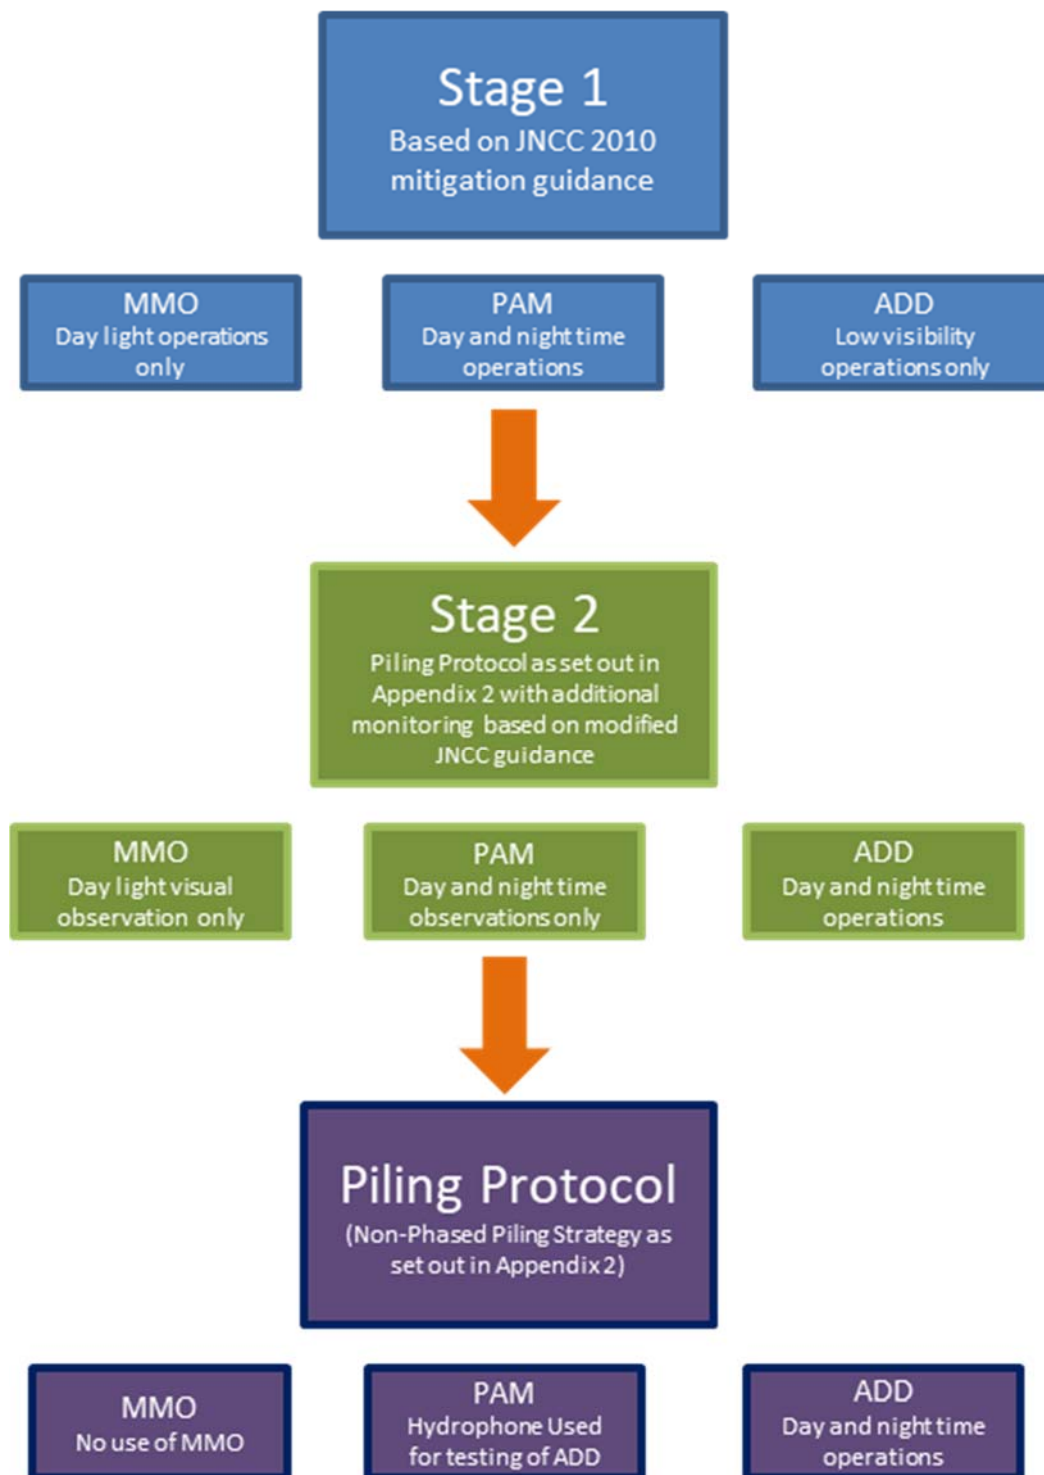 Stage 1
Based on JNCC 2010
mitigation guidance
MMO
Day light operations
only
PAM
Day and night time
operations
ADD
Low visibility
operations only
Stage 2
Piling Protocol as set out in
Appendix 2 with additional
monitoring based on modified
JNCC guidance
MMO
Day light visual
observation only
PAM
Day and night time
observations only
ADD
Day and night time
operations
Piling Protocol
(Non-Phased Piling Strategy as
set out in Appendix 2)
MMO
No use of MMO
PAM
Hydrophone Used
for testing of ADD
ADD
Day and night time
operations